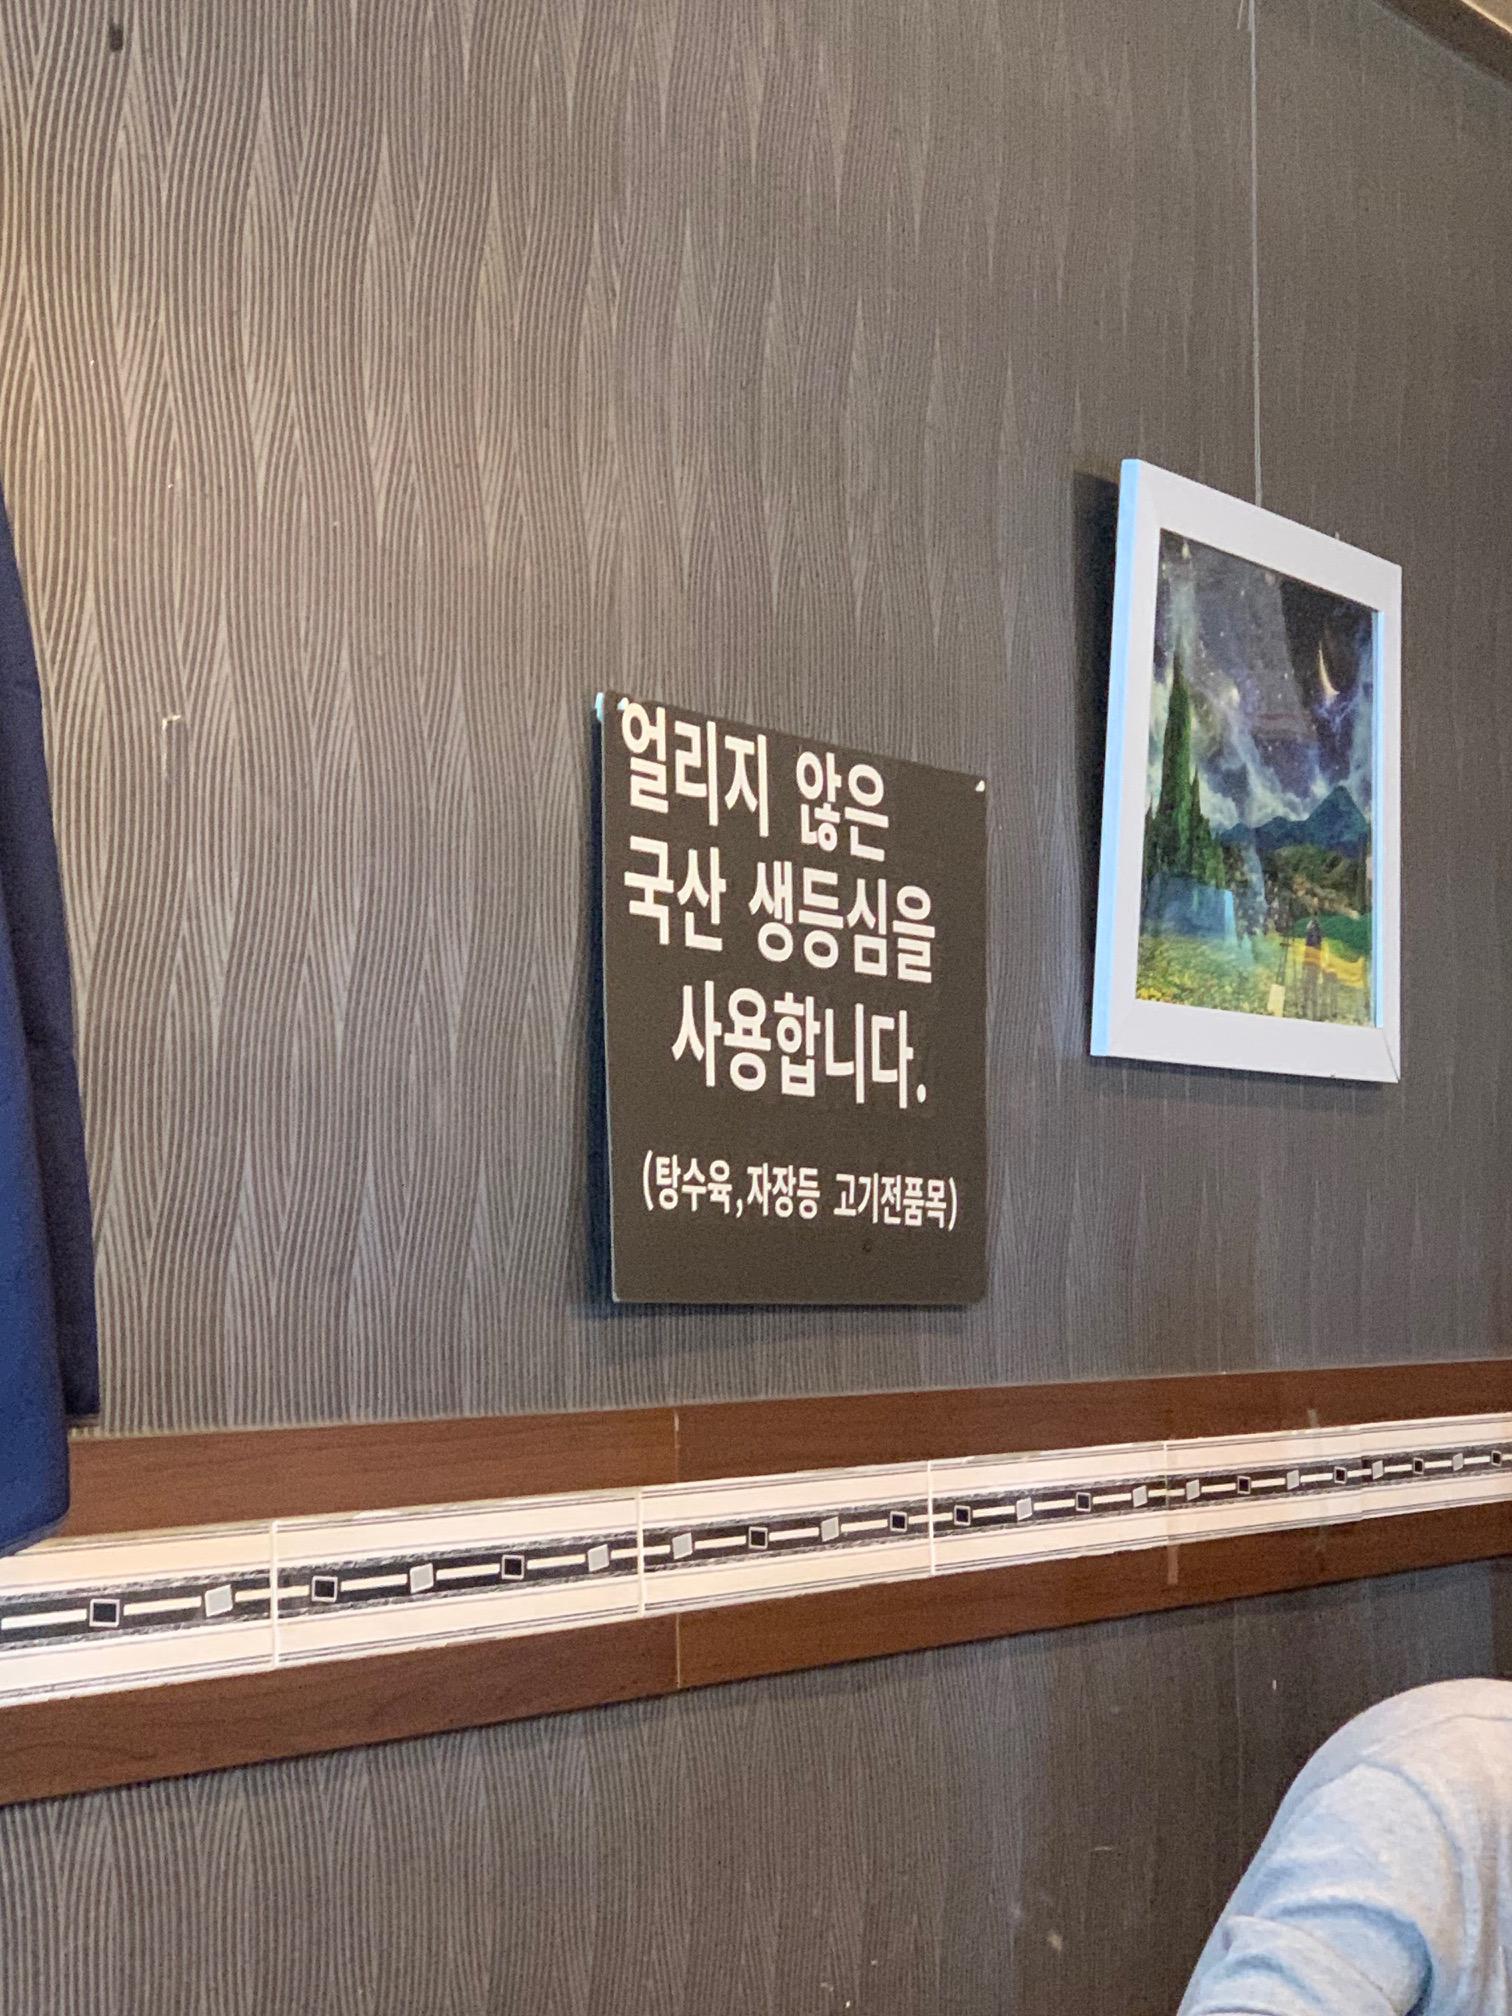 얼리지 않은
국산 생등심을
사용합니다.
(탕수육,자장등 고기전품목)